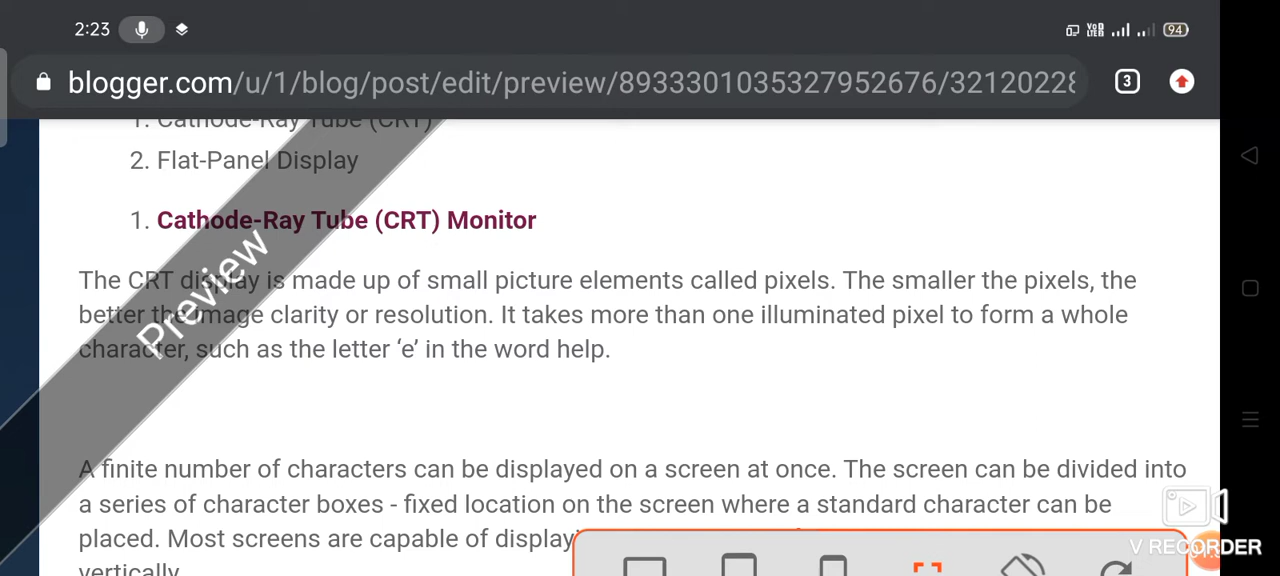 2:23
VoD LTE
94
blogger.com/u/1/blog/post/edit/preview/8933301035327952676/32120228
3
1. Cathode-Ray Tube (CRT)
2. Flat-Panel Display
1. Cathode-Ray Tube (CRT) Monitor
Preview
The CRT display is made up of small picture elements called pixels. The smaller the pixels, the
better the image clarity or resolution. It takes more than one illuminated pixel to form a whole
character, such as the letter ‘e’ in the word help.
A finite number of characters can be displayed on a screen at once. The screen can be divided into
a series of character boxes - fixed location on the screen where a standard character can be
placed. Most screens are capable of display
vertically.
V RECORDER